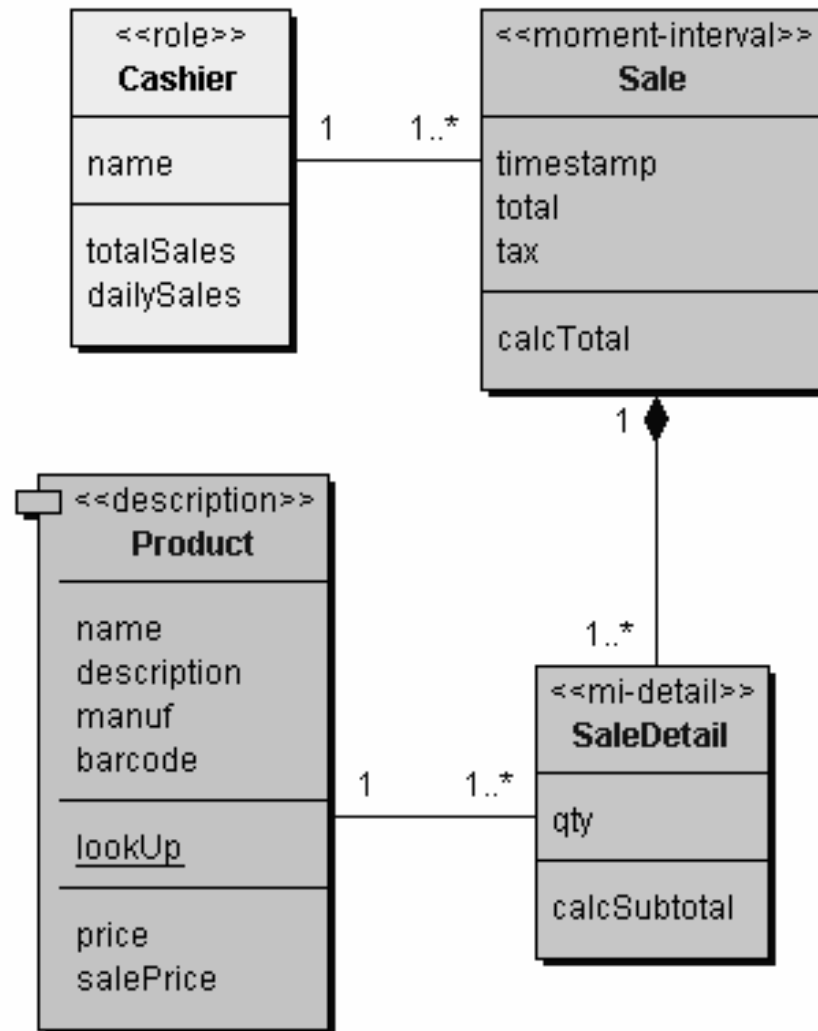 <<role>>
Cashier
name
totalSales
dailySales
1
1..*
<<moment-interval>>
Sale
timestamp
total
tax
calcTotal
1
1..*
<<description>>
Product
name
description
manuf
barcode
lookUp
price
salePrice
1
1..*
<<mi-detail>>
SaleDetail
qty
calcSubtotal